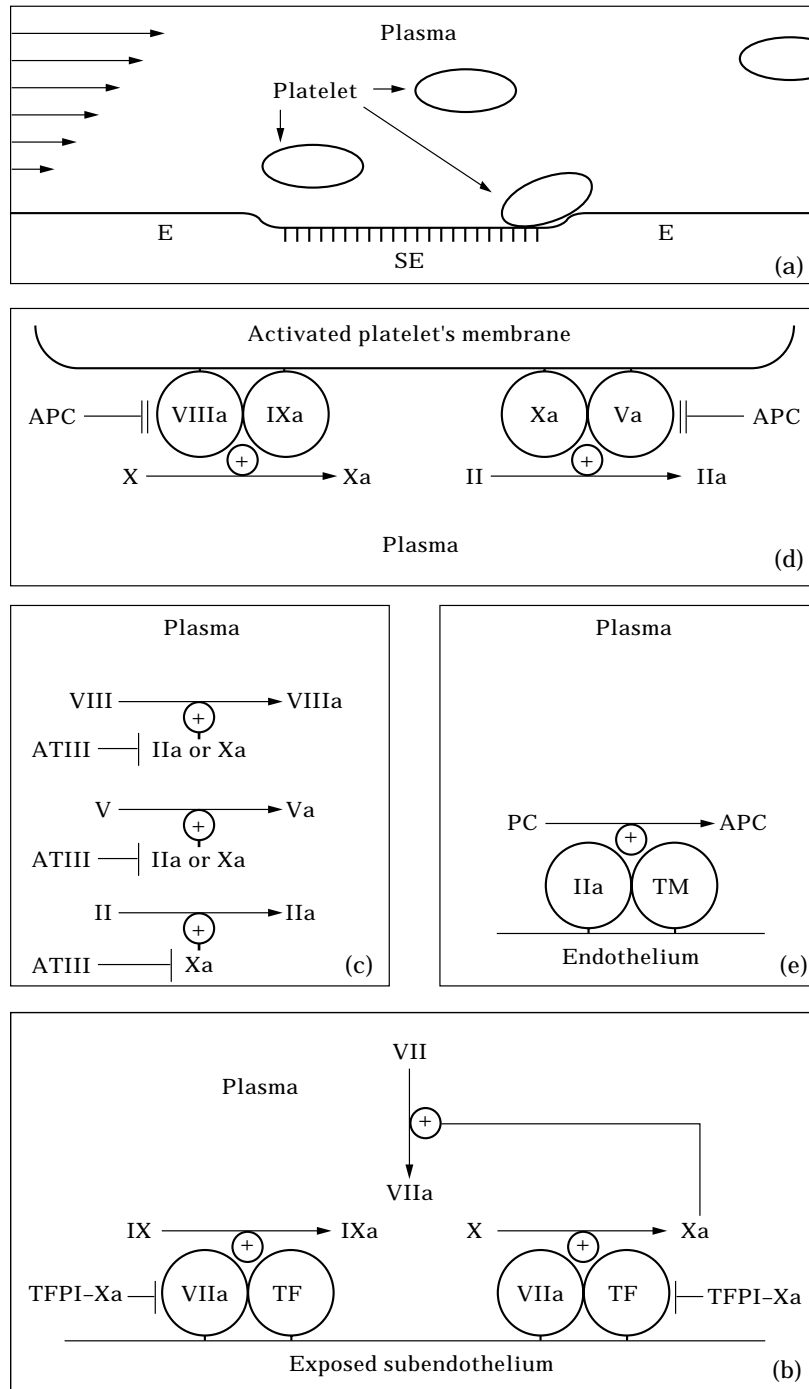 Plasma
Platelet
E
E
SE
(a)
Activated platelet's membrane
APC
VIIIa
IXa
Xa
Va
APC
+
+
X
Xa
II
IIa
Plasma
(d)
Plasma
VIII
VIIIa
+
ATIII
IIa or Xa
V
Va
+
ATIII
IIa or Xa
II
IIa
+
ATIII
Xa
(c)
Plasma
PC
APC
+
IIa
TM
Endothelium
(e)
VII
Plasma
+
VIIa
IX
IXa
X
Xa
+
+
TFPI–Xa
VIIa
TF
VIIa
TF
TFPI–Xa
Exposed subendothelium
(b)